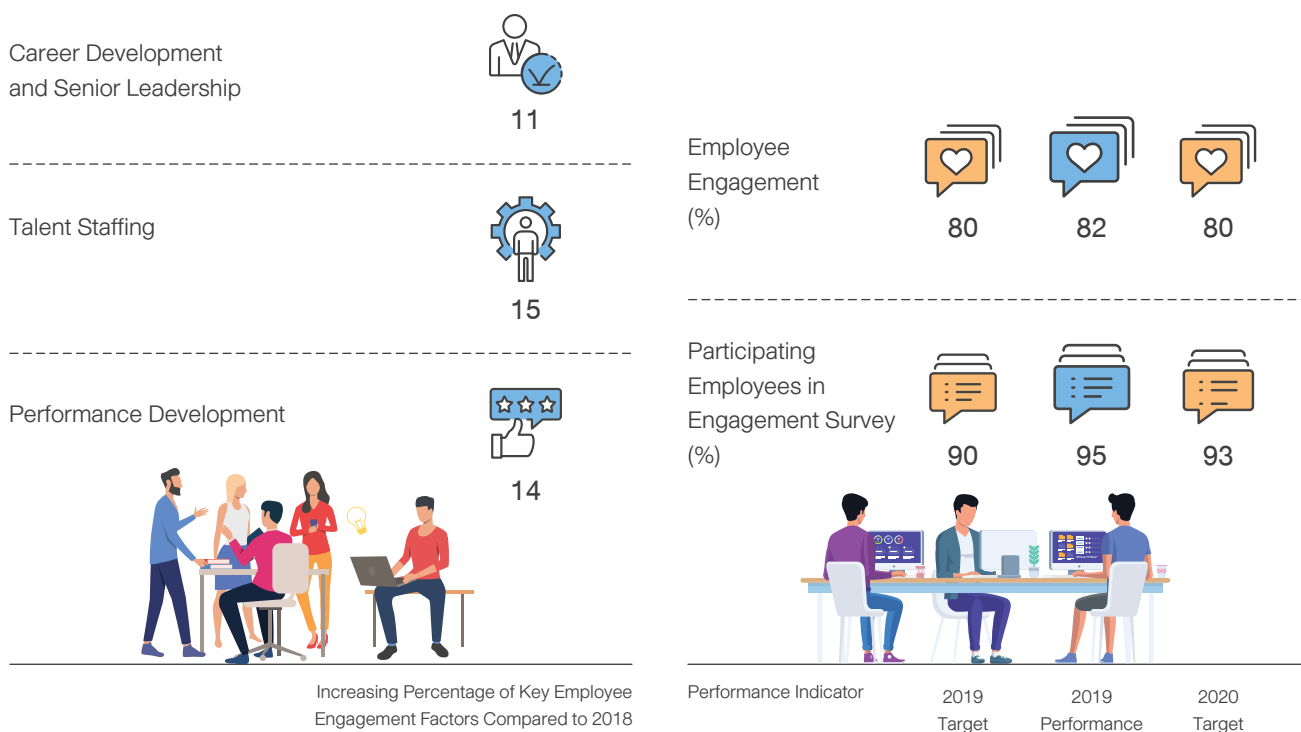 Career Development
and Senior Leadership
11
Talent Staffing
15
Performance Development
14
Increasing Percentage of Key Employee
Engagement Factors Compared to 2018
Employee
Engagement
(%)
80
82
80
Participating
Employees in
Engagement Survey
(%)
90
95
93
Performance Indicator
2019
Target
2019
Performance
2020
Target